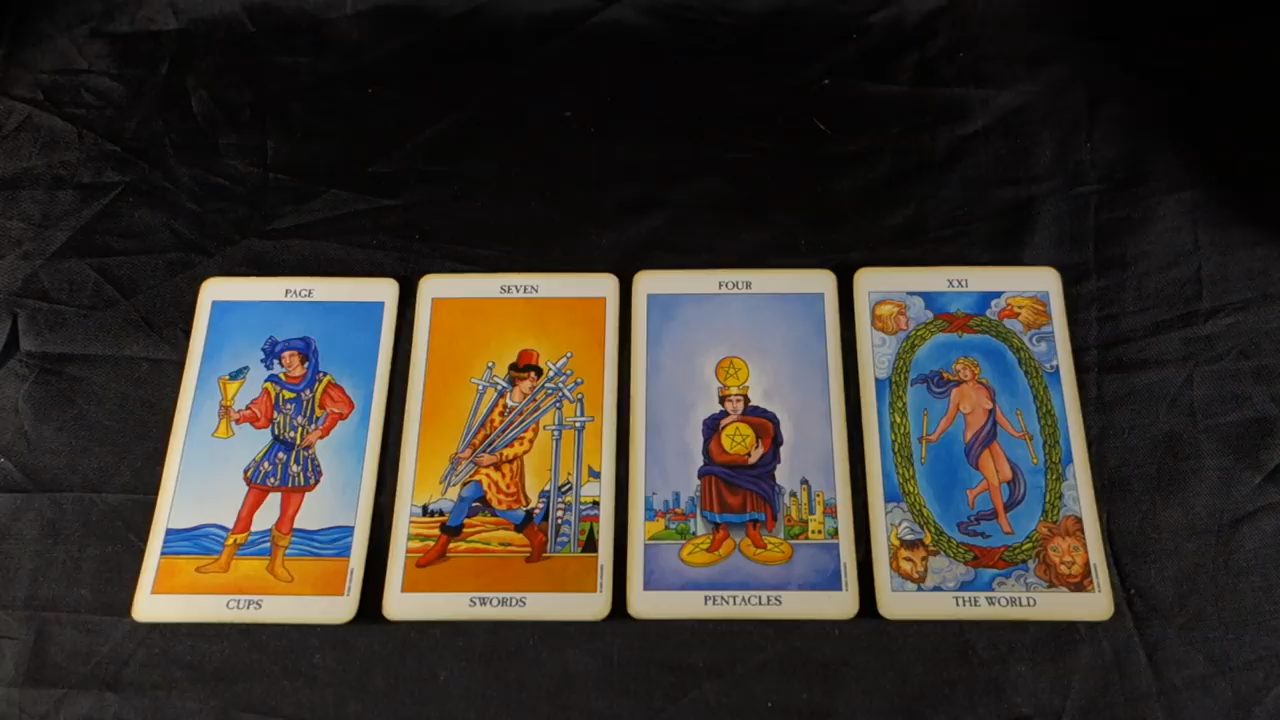 PAGE
CUPS
SEVEN
SWORDS
FOUR
PENTACLES
XXI
THE WORLD